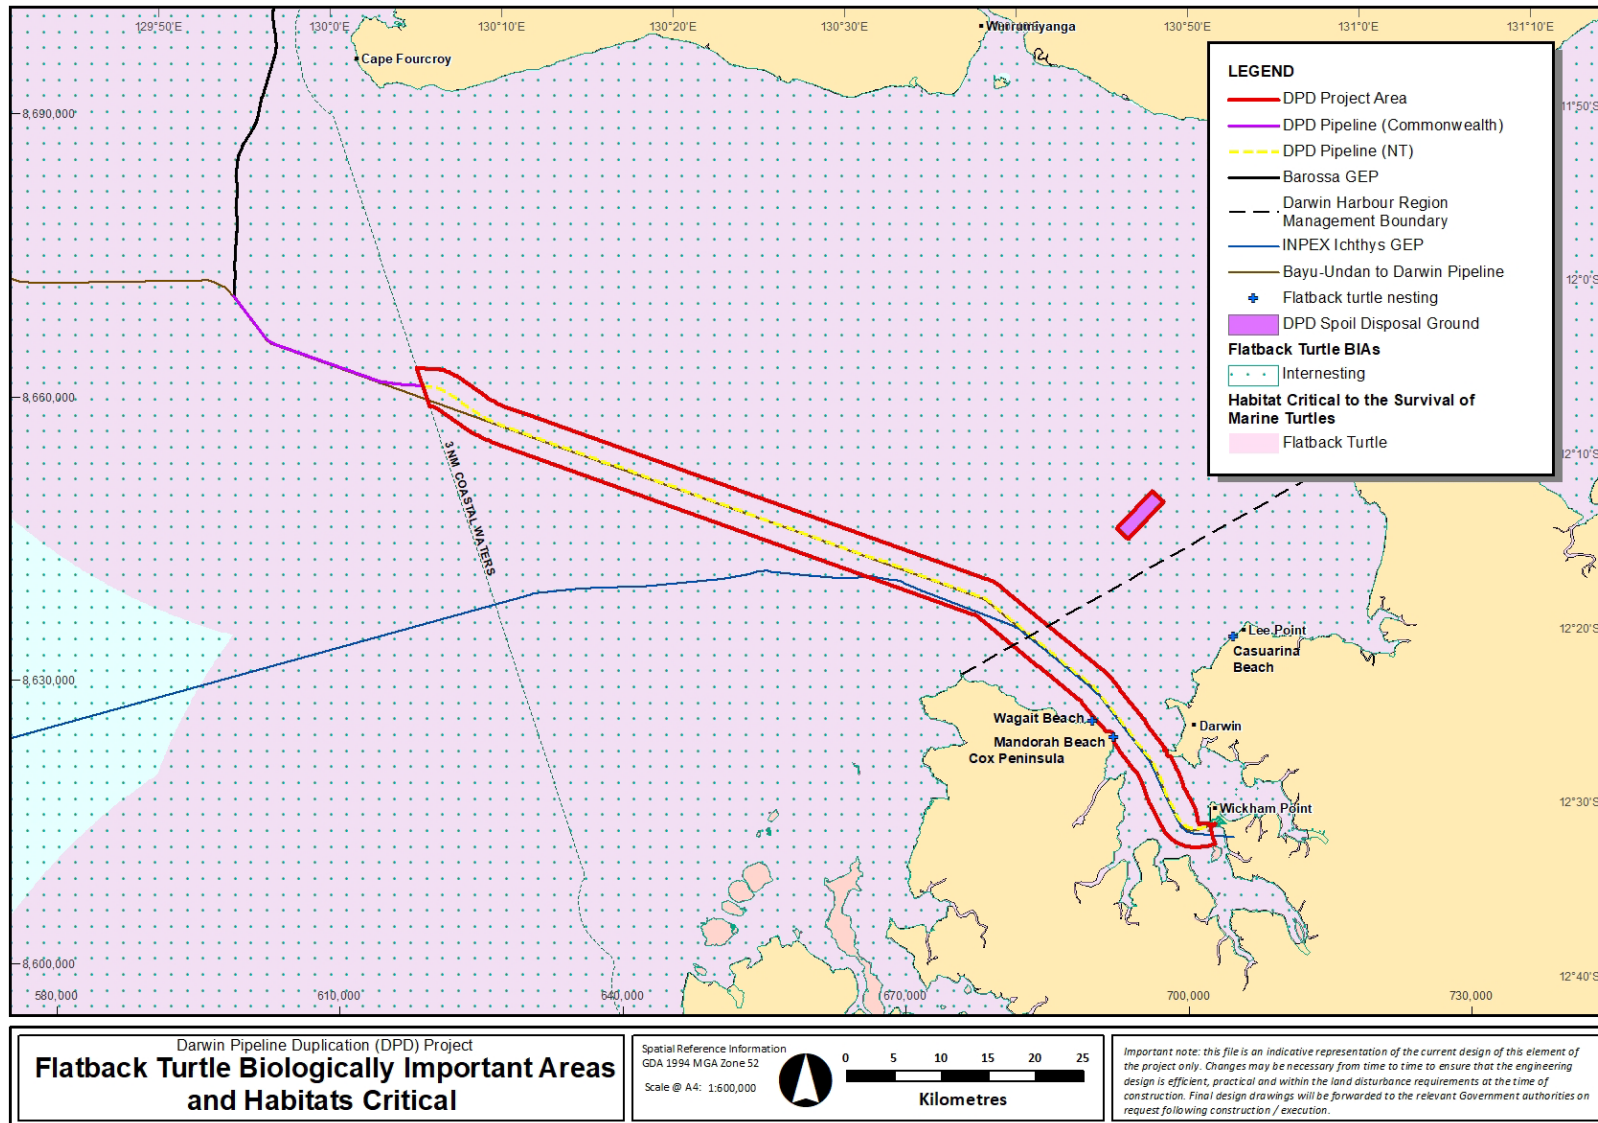 129°50'E
130°0'E
130°10'E
130°20'E
130°30'E
130°50'E
131°0'E
131°10'E
Wurrumiyanga
Cape Fourcroy
8,690,000
8,660,000
8,630,000
8,600,000
LEGEND
DPD Project Area
DPD Pipeline (Commonwealth)
DPD Pipeline (NT)
Barossa GEP
Darwin Harbour Region
Management Boundary
INPEX Ichthys GEP
Bayu-Undan to Darwin Pipeline
Flatback turtle nesting
DPD Spoil Disposal Ground
Flatback Turtle BIAs
Internesting
Habitat Critical to the Survival of
Marine Turtles
Flatback Turtle
11°50'S
12°0'S
12°10'S
12°20'S
12°30'S
12°40'S
3 NM COASTAL WATERS
Lee Point
Casuarina
Beach
Wagait Beach
Mandorah Beach
Cox Peninsula
Darwin
Wickham Point
580,000
610,000
640,000
670,000
700,000
730,000
Darwin Pipeline Duplication (DPD) Project
Flatback Turtle Biologically Important Areas
and Habitats Critical
Spatial Reference Information
GDA 1994 MGA Zone 52
Scale @ A4: 1:600,000
0 5 10 15 20 25
Kilometres
Important note: this file is an indicative representation of the current design of this element of
the project only. Changes may be necessary from time to time to ensure that the engineering
design is efficient, practical and within the land disturbance requirements at the time of
construction. Final design drawings will be forwarded to the relevant Government authorities on
request following construction / execution.